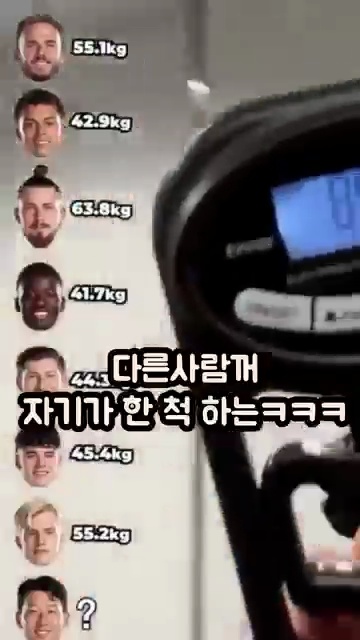 55.1kg
42.9kg
63.8kg
41.7kg
다른사람꺼
자기가 한 척 하는ㅋㅋㅋ
45.4kg
55.2kg
?